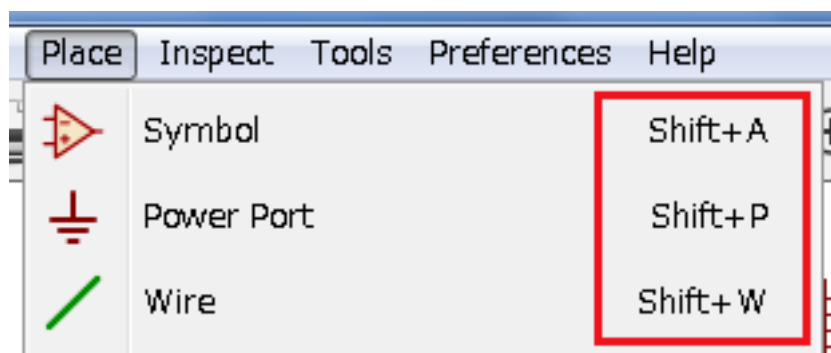 Place Inspect Tools Preferences Help
Symbol Shift+A
Power Port Shift+P
Wire Shift+W